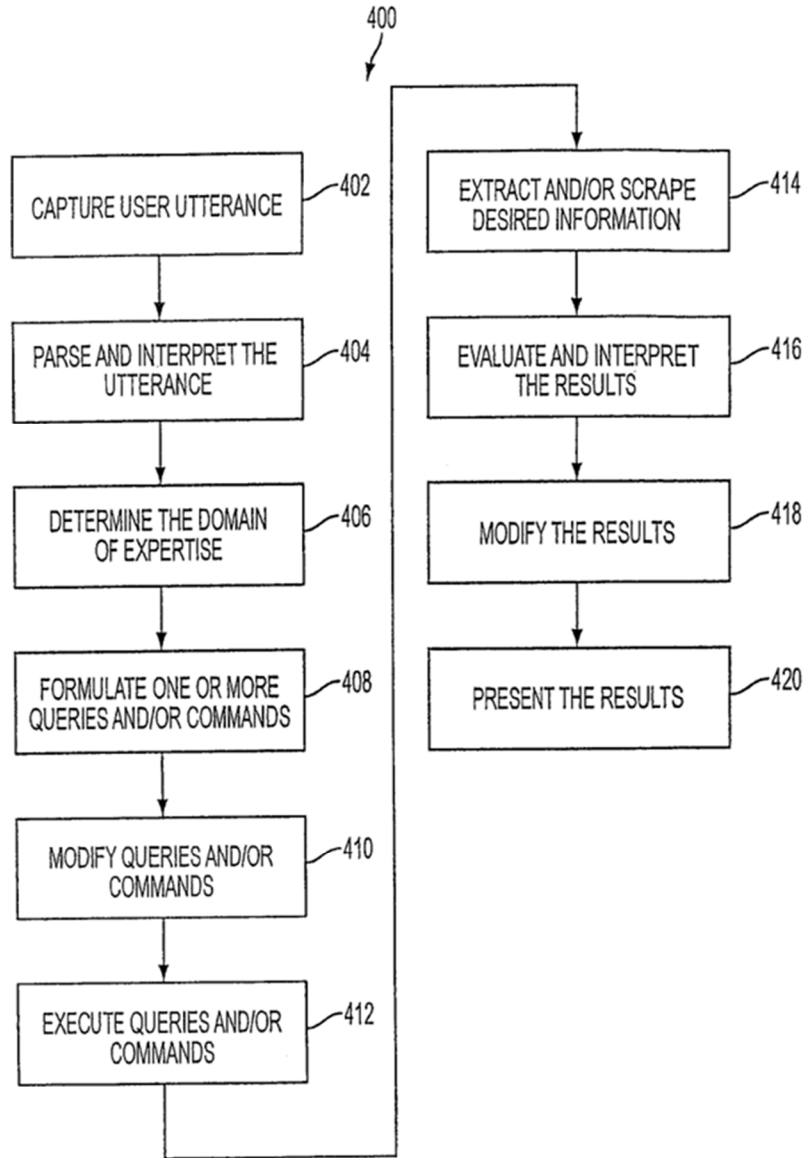 400
CAPTURE USER UTTERANCE
402
PARSE AND INTERPRET THE
UTTERANCE
404
DETERMINE THE DOMAIN
OF EXPERTISE
406
FORMULATE ONE OR MORE
QUERIES AND/OR COMMANDS
408
MODIFY QUERIES AND/OR
COMMANDS
410
EXECUTE QUERIES AND/OR
COMMANDS
412
EXTRACT AND/OR SCRAPE
DESIRED INFORMATION
414
EVALUATE AND INTERPRET
THE RESULTS
416
MODIFY THE RESULTS
418
PRESENT THE RESULTS
420